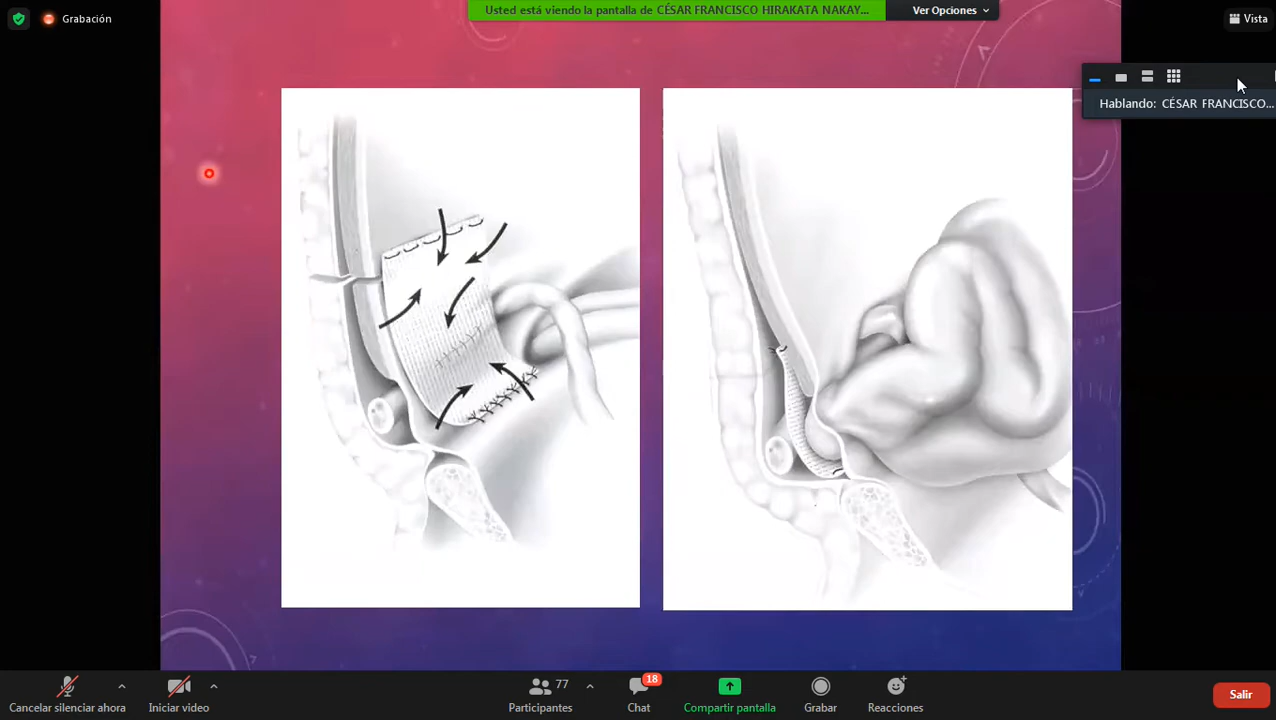 Grabación
Usted está viendo la pantalla de CÉSAR FRANCISCO HIRAKATA NAKAY...
Ver Opciones
Vista
Hablando: CÉSAR FRANCISCO...
Cancelar silenciar ahora
Iniciar video
77
Participantes
18
Chat
Compartir pantalla
Grabar
Reacciones
Salir